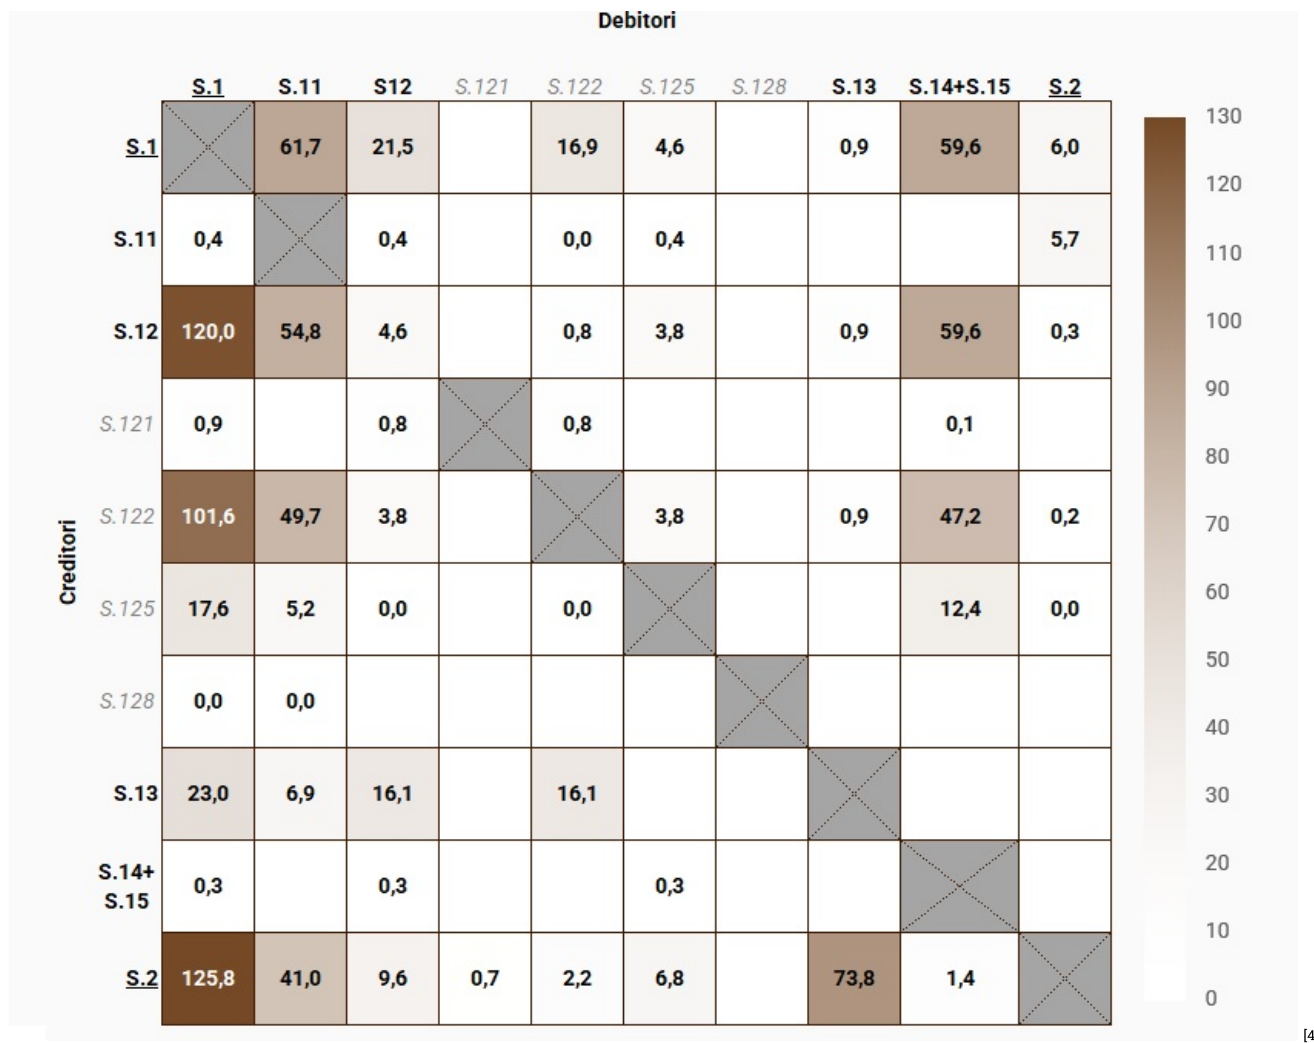 Debitori
S.1 S.11 S12 S.121 S.122 S.125 S.128 S.13 S.14+S.15 S.2
S.1 61,7 21,5 16,9 4,6 0,9 59,6 6,0
S.11 0,4 0,4 0,0 0,4 5,7
S.12 120,0 54,8 4,6 0,8 3,8 0,9 59,6 0,3
S.121 0,9 0,8 0,8 0,1
S.122 101,6 49,7 3,8 3,8 0,9 47,2 0,2
S.125 17,6 5,2 0,0 0,0 12,4 0,0
S.128 0,0 0,0
S.13 23,0 6,9 16,1 16,1
S.14+
S.15 0,3 0,3 0,3
S.2 125,8 41,0 9,6 0,7 2,2 6,8 73,8 1,4
Creditori
130
120
110
100
90
80
70
60
50
40
30
20
10
0
[4